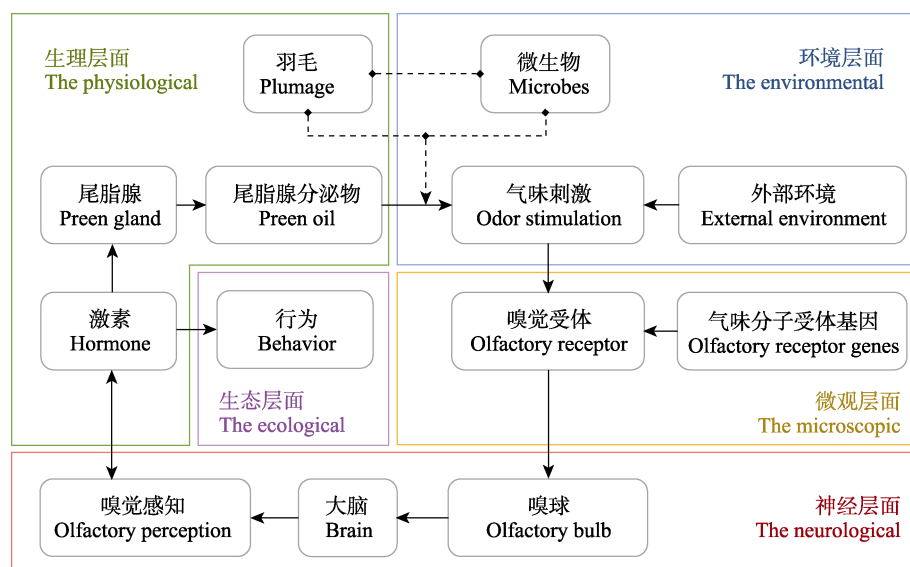 生理层面
The physiological
羽毛
Plumage
微生物
Microbes
环境层面
The environmental
尾脂腺
Preen gland
尾脂腺分泌物
Preen oil
气味刺激
Odor stimulation
外部环境
External environment
激素
Hormone
行为
Behavior
嗅觉受体
Olfactory receptor
气味分子受体基因
Olfactory receptor genes
生态层面
The ecological
微观层面
The microscopic
嗅觉感知
Olfactory perception
大脑
Brain
嗅球
Olfactory bulb
神经层面
The neurological